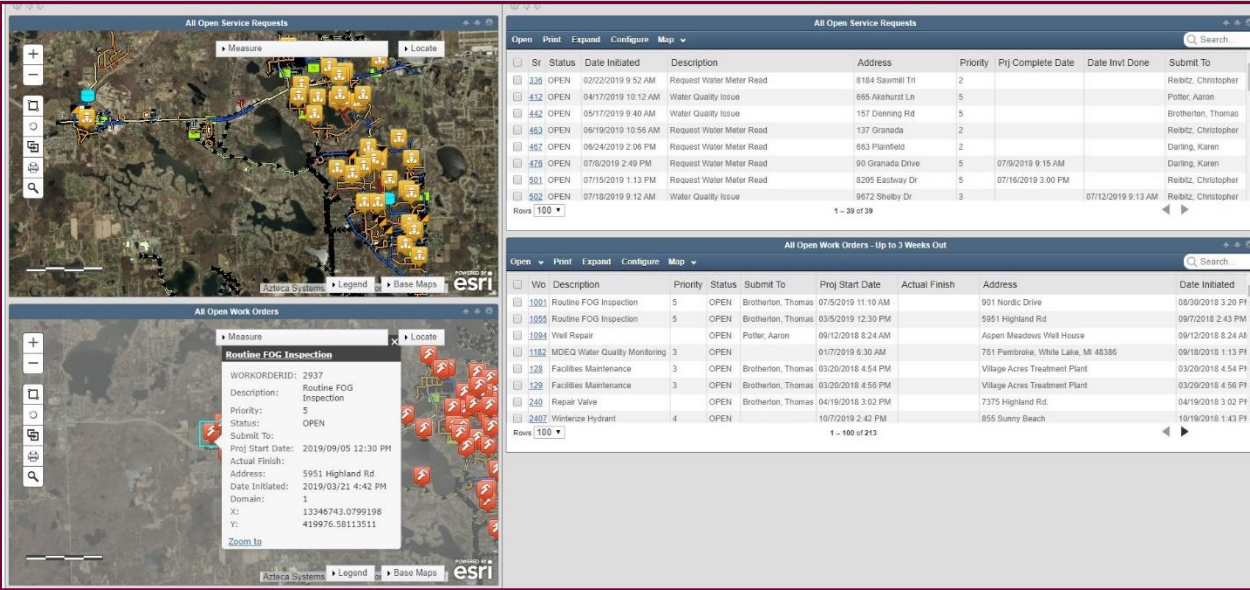 All Open Service Requests
Measure
Locate
Azteca Systems
Legend
Base Maps
POWERED BY
esri
All Open Work Orders
Measure
Locate
Routine FOG Inspection
WORKORDERID: 2937
Description: Routine FOG
Inspection
Priority: 5
Status: OPEN
Submit To:
Proj Start Date: 2019/09/05 12:30 PM
Actual Finish:
Address: 5951 Highland Rd
Date Initiated: 2019/03/21 4:42 PM
Domain: 1
X: 13346743.0799198
Y: 419976.58113511
Zoom to
Azteca Systems
Legend
Base Maps
POWERED BY
esri
All Open Service Requests
Open Print Expand Configure Map Search...
Sr Status Date Initiated Description Address Priority Prj Complete Date Date Invt Done Submit To
336 OPEN 02/22/2019 9:52 AM Request Water Meter Read 8184 Sawmill Trl 2 Reibitz, Christopher
412 OPEN 04/17/2019 10:12 AM Water Quality Issue 665 Akehurst Ln 5 Potter, Aaron
442 OPEN 05/17/2019 9:40 AM Water Quality Issue 157 Denning Rd 5 Brotherton, Thomas
463 OPEN 06/19/2019 10:56 AM Request Water Meter Read 137 Granada 2 Reibitz, Christopher
467 OPEN 06/24/2019 2:06 PM Request Water Meter Read 663 Plainfield 2 Darling, Karen
476 OPEN 07/8/2019 2:49 PM Request Water Meter Read 90 Granada Drive 5 07/9/2019 9:15 AM Darling, Karen
501 OPEN 07/15/2019 1:13 PM Request Water Meter Read 8205 Eastway Dr 5 07/16/2019 3:00 PM Reibitz, Christopher
502 OPEN 07/18/2019 9:12 AM Water Quality Issue 9672 Shelby Dr 3 07/12/2019 9:13 AM Reibitz, Christopher
Rows 100 1 – 39 of 39
All Open Work Orders - Up to 3 Weeks Out
Open Print Expand Configure Map Search...
Wo Description Priority Status Submit To Proj Start Date Actual Finish Address Date Initiated
1001 Routine FOG Inspection 5 OPEN Brotherton, Thomas 07/5/2019 11:10 AM 901 Nordic Drive 08/30/2018 3:20 PM
1055 Routine FOG Inspection 5 OPEN Brotherton, Thomas 03/5/2019 12:30 PM 5951 Highland Rd 09/7/2018 2:43 PM
1094 Well Repair OPEN Potter, Aaron 09/12/2018 8:24 AM Aspen Meadows Well House 09/12/2018 8:24 AM
1182 MDEQ Water Quality Monitoring 3 OPEN 01/7/2019 6:30 AM 761 Pembroke, White Lake, MI 48386 09/18/2018 1:13 PM
128 Facilities Maintenance 3 OPEN Brotherton, Thomas 03/20/2018 4:54 PM Village Acres Treatment Plant 03/20/2018 4:54 PM
129 Facilities Maintenance 3 OPEN Brotherton, Thomas 03/20/2018 4:56 PM Village Acres Treatment Plant 03/20/2018 4:56 PM
240 Repair Valve OPEN Brotherton, Thomas 04/19/2018 3:02 PM 7375 Highland Rd. 04/19/2018 3:02 PM
2407 Winterize Hydrant 4 OPEN 10/7/2019 2:42 PM 855 Sunny Beach 10/19/2018 1:43 PM
Rows 100 1 – 100 of 213